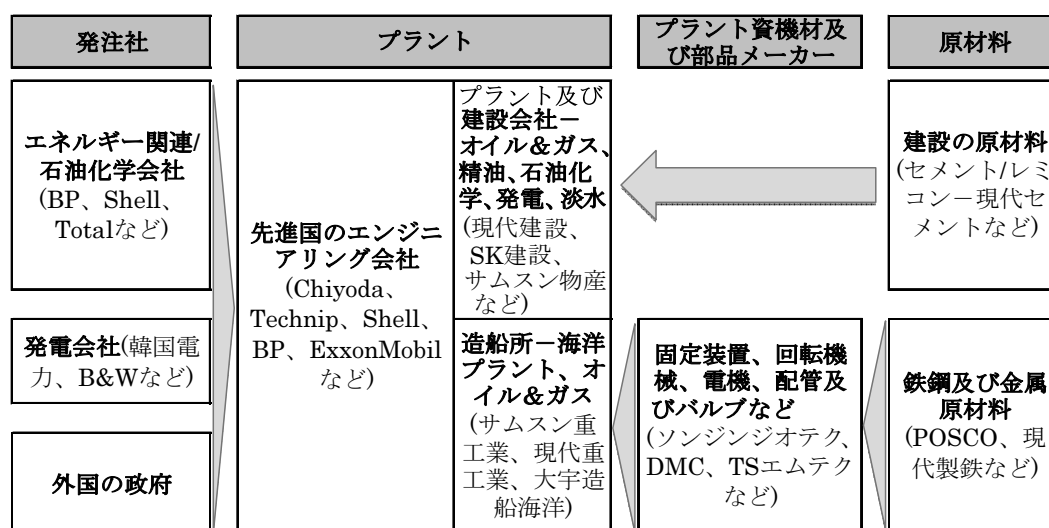 発注社
プラント
プラント資機材及
び部品メーカー
原材料
エネルギー関連/
石油化学会社
(BP、Shell、
Totalなど)
発電会社(韓国電
力、B&Wなど)
外国の政府
先進国のエンジニ
アリング会社
(Chiyoda、
Technip、Shell、
BP、ExxonMobil
など)
プラント及び
建設会社－
オイル＆ガス、
精油、石油化
学、発電、淡水
(現代建設、
SK建設、
サムスン物産
など)
造船所－海洋
プラント、オ
イル＆ガス
(サムスン重
工業、現代重
工業、大宇造
船海洋)
固定装置、回転機
械、電機、配管及
びバルブなど
(ソンジンジオテク、
DMC、TSエムテク
など)
建設の原材料
(セメント/レミ
コン－現代セ
メントなど)
鉄鋼及び金属
原材料
(POSCO、現
代製鉄など)